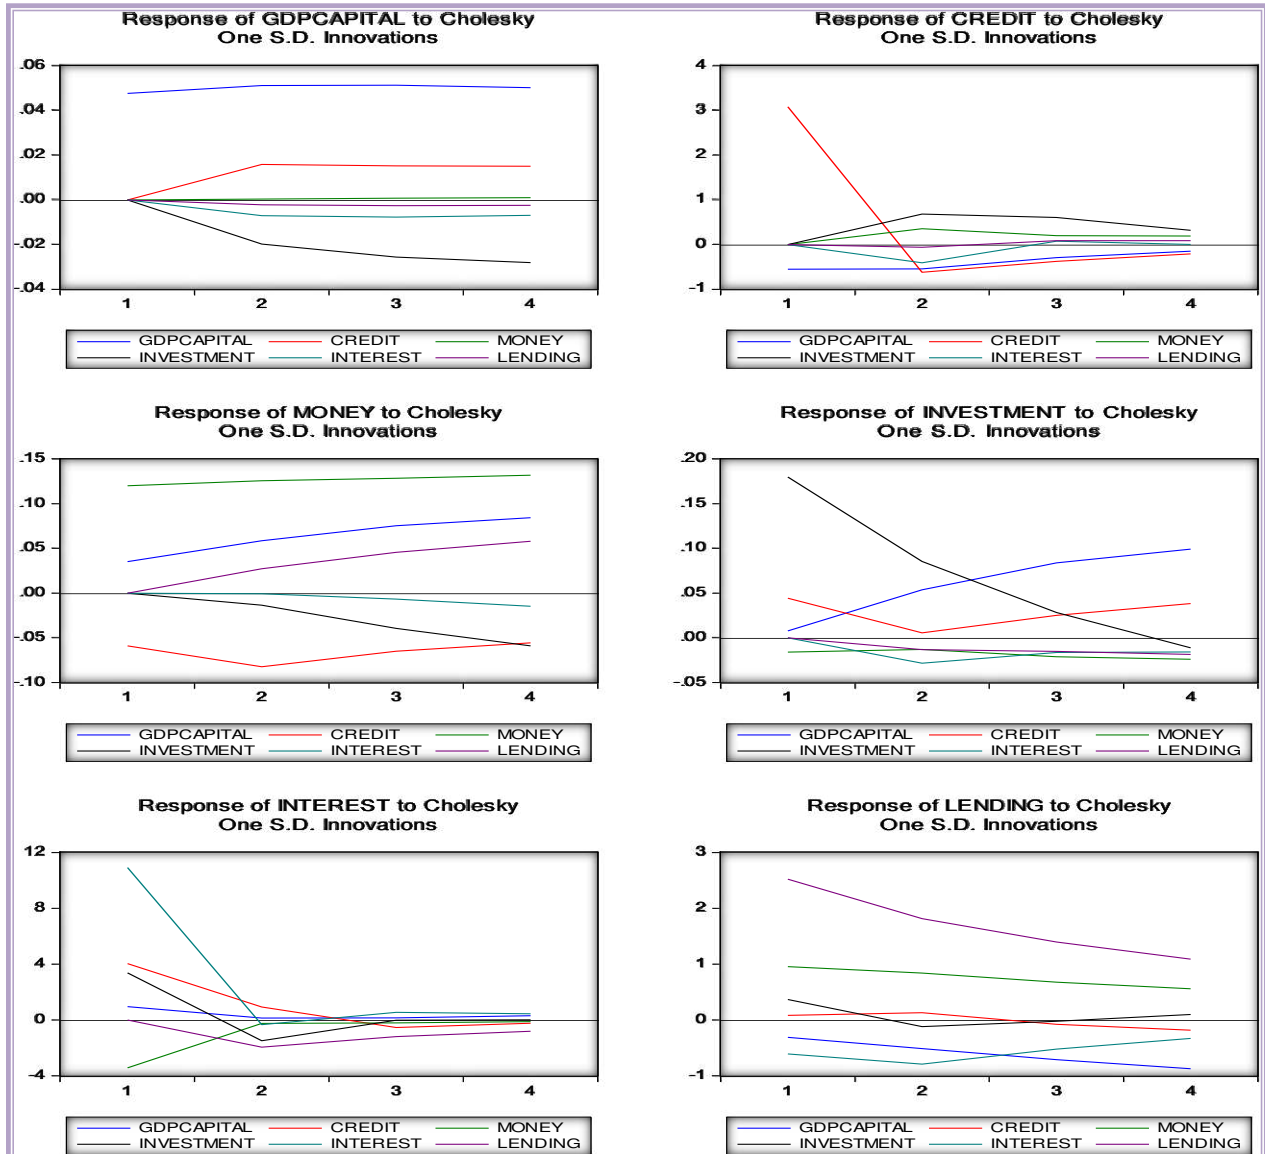 Response of GDPCAPITAL to Cholesky
One S.D. Innovations
.06
.04
.02
.00
-.02
-.04
1 2 3 4
GDPCAPITAL CREDIT MONEY
INVESTMENT INTEREST LENDING
Response of CREDIT to Cholesky
One S.D. Innovations
4
3
2
1
0
-1
1 2 3 4
GDPCAPITAL CREDIT MONEY
INVESTMENT INTEREST LENDING
Response of MONEY to Cholesky
One S.D. Innovations
.15
.10
.05
.00
-.05
-.10
1 2 3 4
GDPCAPITAL CREDIT MONEY
INVESTMENT INTEREST LENDING
Response of INVESTMENT to Cholesky
One S.D. Innovations
.20
.15
.10
.05
.00
-.05
1 2 3 4
GDPCAPITAL CREDIT MONEY
INVESTMENT INTEREST LENDING
Response of INTEREST to Cholesky
One S.D. Innovations
12
8
4
0
-4
1 2 3 4
GDPCAPITAL CREDIT MONEY
INVESTMENT INTEREST LENDING
Response of LENDING to Cholesky
One S.D. Innovations
3
2
1
0
-1
1 2 3 4
GDPCAPITAL CREDIT MONEY
INVESTMENT INTEREST LENDING